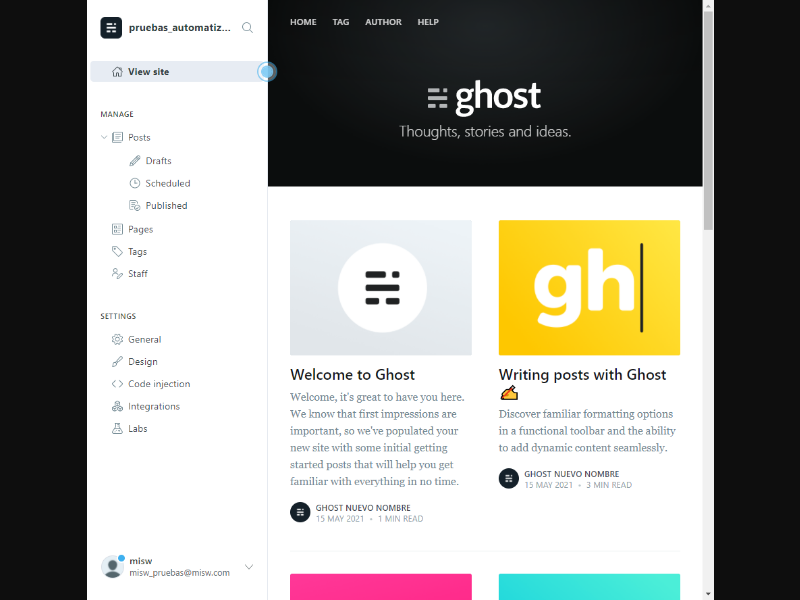 pruebas_automatiz...
View site
MANAGE
Posts
Drafts
Scheduled
Published
Pages
Tags
Staff
SETTINGS
General
Design
Code injection
Integrations
Labs
misw
misw_pruebas@misw.com
HOME TAG AUTHOR HELP
ghost
Thoughts, stories and ideas.
Welcome to Ghost
Welcome, it's great to have you here.
We know that first impressions are
important, so we've populated your
new site with some initial getting
started posts that will help you get
familiar with everything in no time.
GHOST NUEVO NOMBRE
15 MAY 2021 • 1 MIN READ
gh
Writing posts with Ghost ✍️
Discover familiar formatting options
in a functional toolbar and the ability
to add dynamic content seamlessly.
GHOST NUEVO NOMBRE
15 MAY 2021 • 3 MIN READ